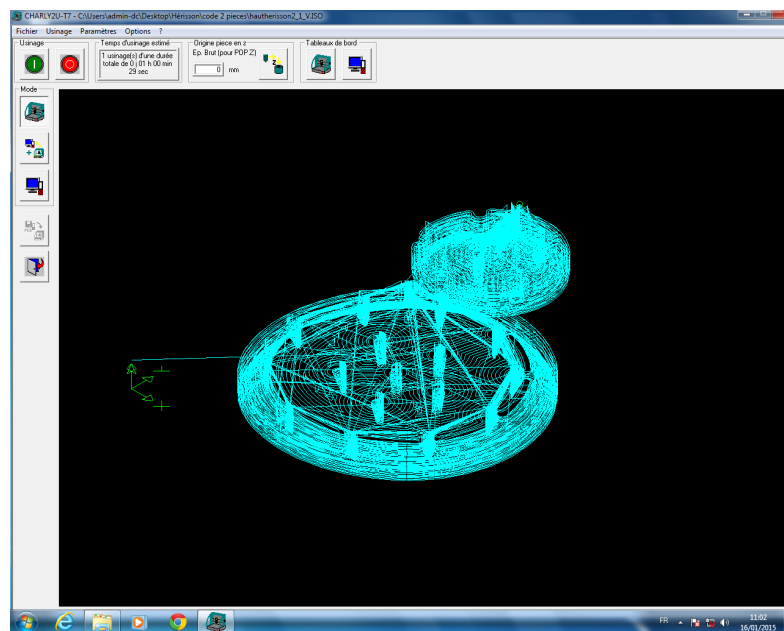 CHARLY2U-T7 - C:\Users\admin-dc\Desktop\Hérisson\code 2 pieces\hautherisson2_1_V.ISO
Fichier Usinage Paramètres Options ?
Usinage
Temps d'usinage estimé
1 usinage(s) d'une durée
totale de 0 j 01 h 00 min
29 sec
Origine piece en z
Ep. Brut (pour POP Z)
0 mm
Z
Tableaux de bord
Mode
FR
11:02
16/01/2015